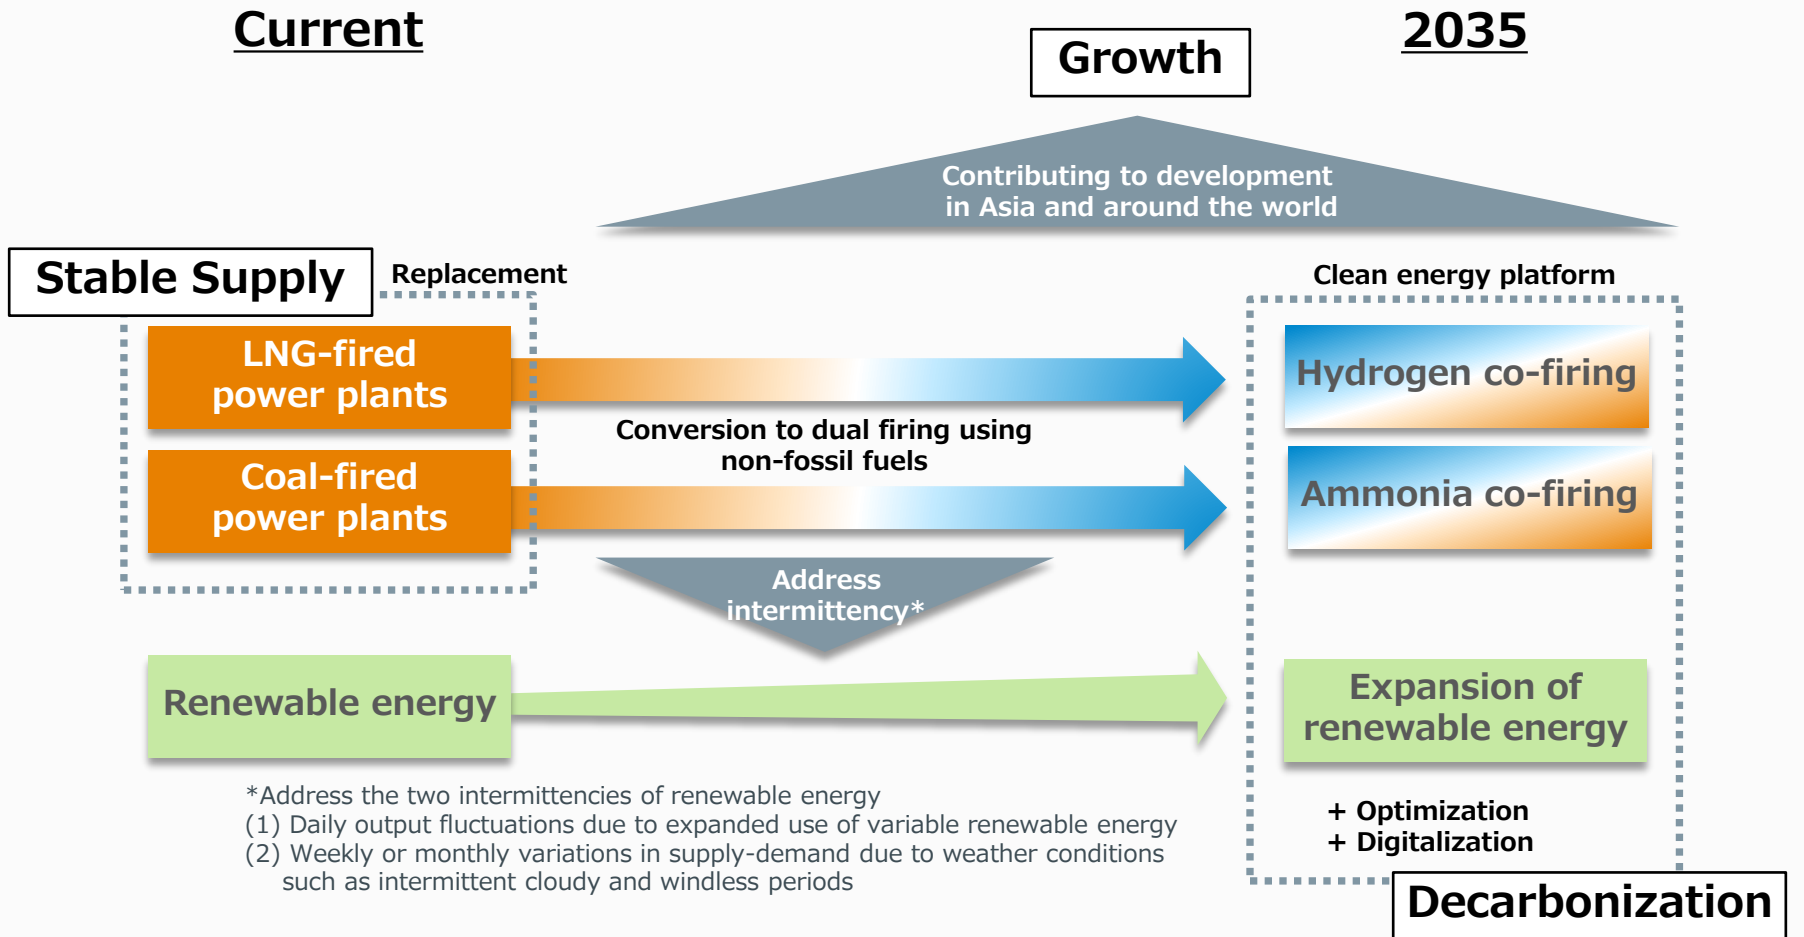 Current
2035
Growth
Contributing to development
in Asia and around the world
Stable Supply
Replacement
Clean energy platform
LNG-fired
power plants
Hydrogen co-firing
Conversion to dual firing using
non-fossil fuels
Coal-fired
power plants
Ammonia co-firing
Address
intermittency*
Renewable energy
Expansion of
renewable energy
*Address the two intermittencies of renewable energy
(1) Daily output fluctuations due to expanded use of variable renewable energy
(2) Weekly or monthly variations in supply-demand due to weather conditions
such as intermittent cloudy and windless periods
+ Optimization
+ Digitalization
Decarbonization